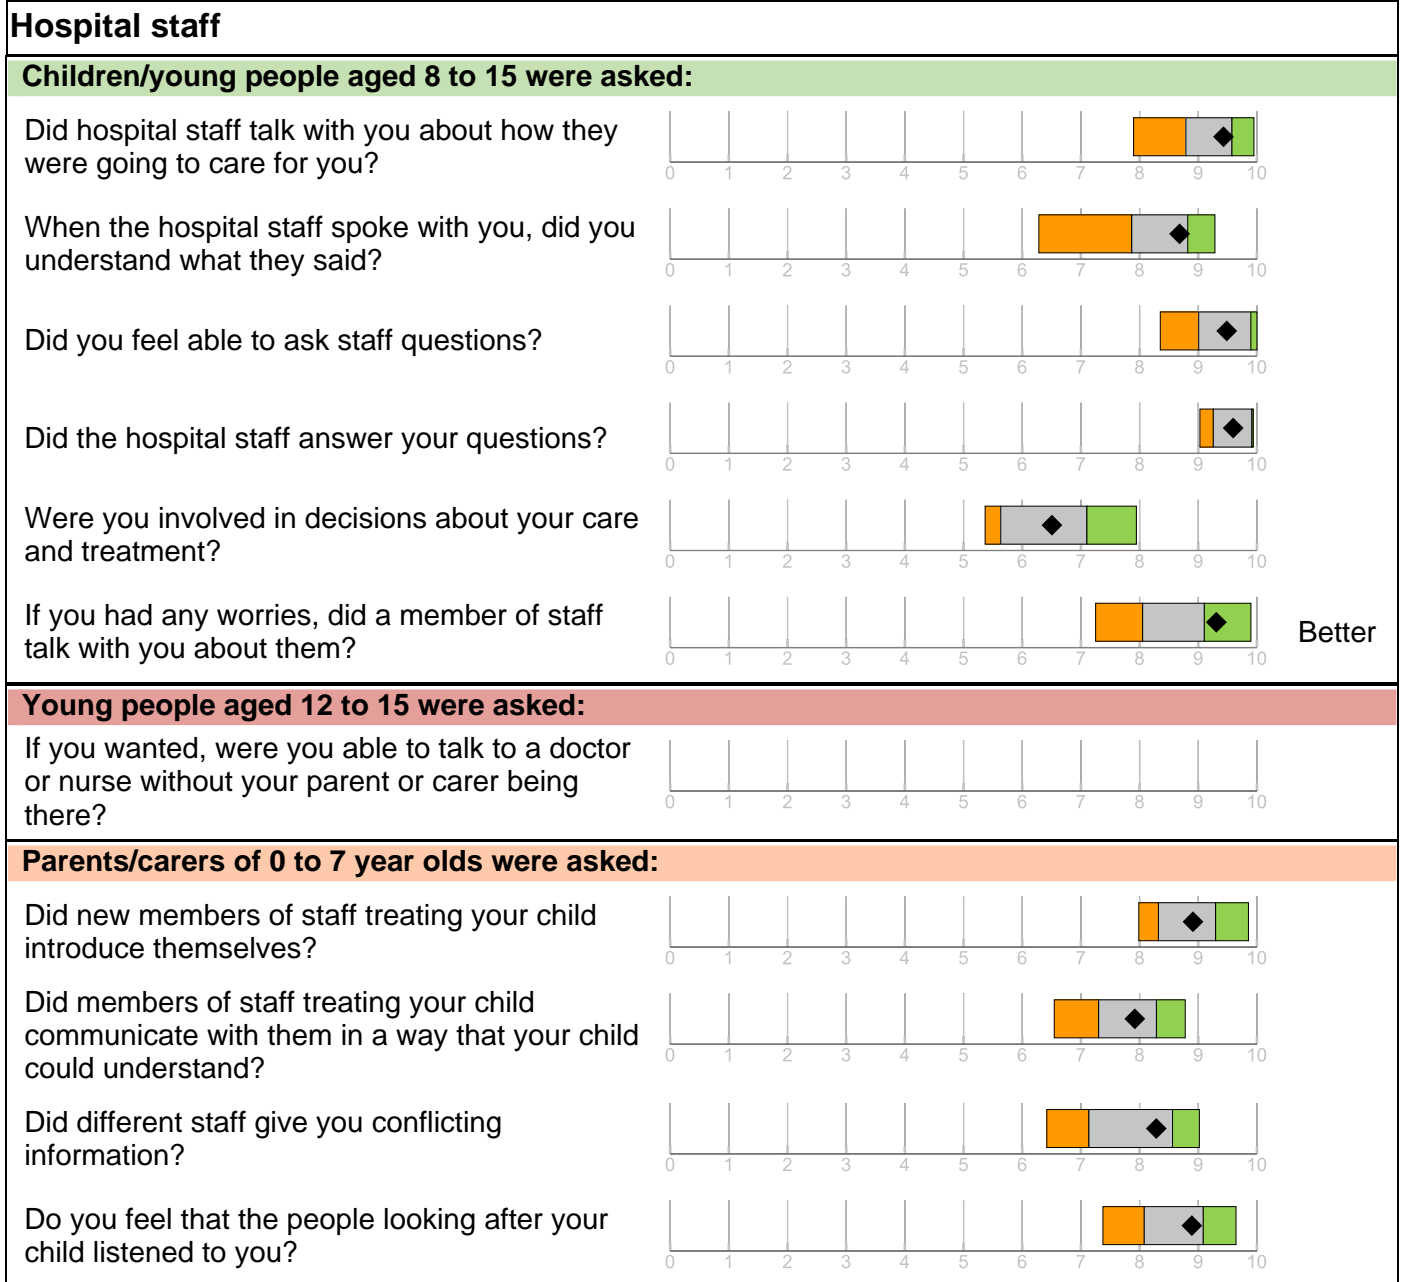 Hospital staff
Children/young people aged 8 to 15 were asked:
Did hospital staff talk with you about how they
were going to care for you?
0 1 2 3 4 5 6 7 8 9 10
When the hospital staff spoke with you, did you
understand what they said?
0 1 2 3 4 5 6 7 8 9 10
Did you feel able to ask staff questions?
0 1 2 3 4 5 6 7 8 9 10
Did the hospital staff answer your questions?
0 1 2 3 4 5 6 7 8 9 10
Were you involved in decisions about your care
and treatment?
0 1 2 3 4 5 6 7 8 9 10
If you had any worries, did a member of staff
talk with you about them?
Better
0 1 2 3 4 5 6 7 8 9 10
Young people aged 12 to 15 were asked:
If you wanted, were you able to talk to a doctor
or nurse without your parent or carer being
there?
0 1 2 3 4 5 6 7 8 9 10
Parents/carers of 0 to 7 year olds were asked:
Did new members of staff treating your child
introduce themselves?
0 1 2 3 4 5 6 7 8 9 10
Did members of staff treating your child
communicate with them in a way that your child
could understand?
0 1 2 3 4 5 6 7 8 9 10
Did different staff give you conflicting
information?
0 1 2 3 4 5 6 7 8 9 10
Do you feel that the people looking after your
child listened to you?
0 1 2 3 4 5 6 7 8 9 10